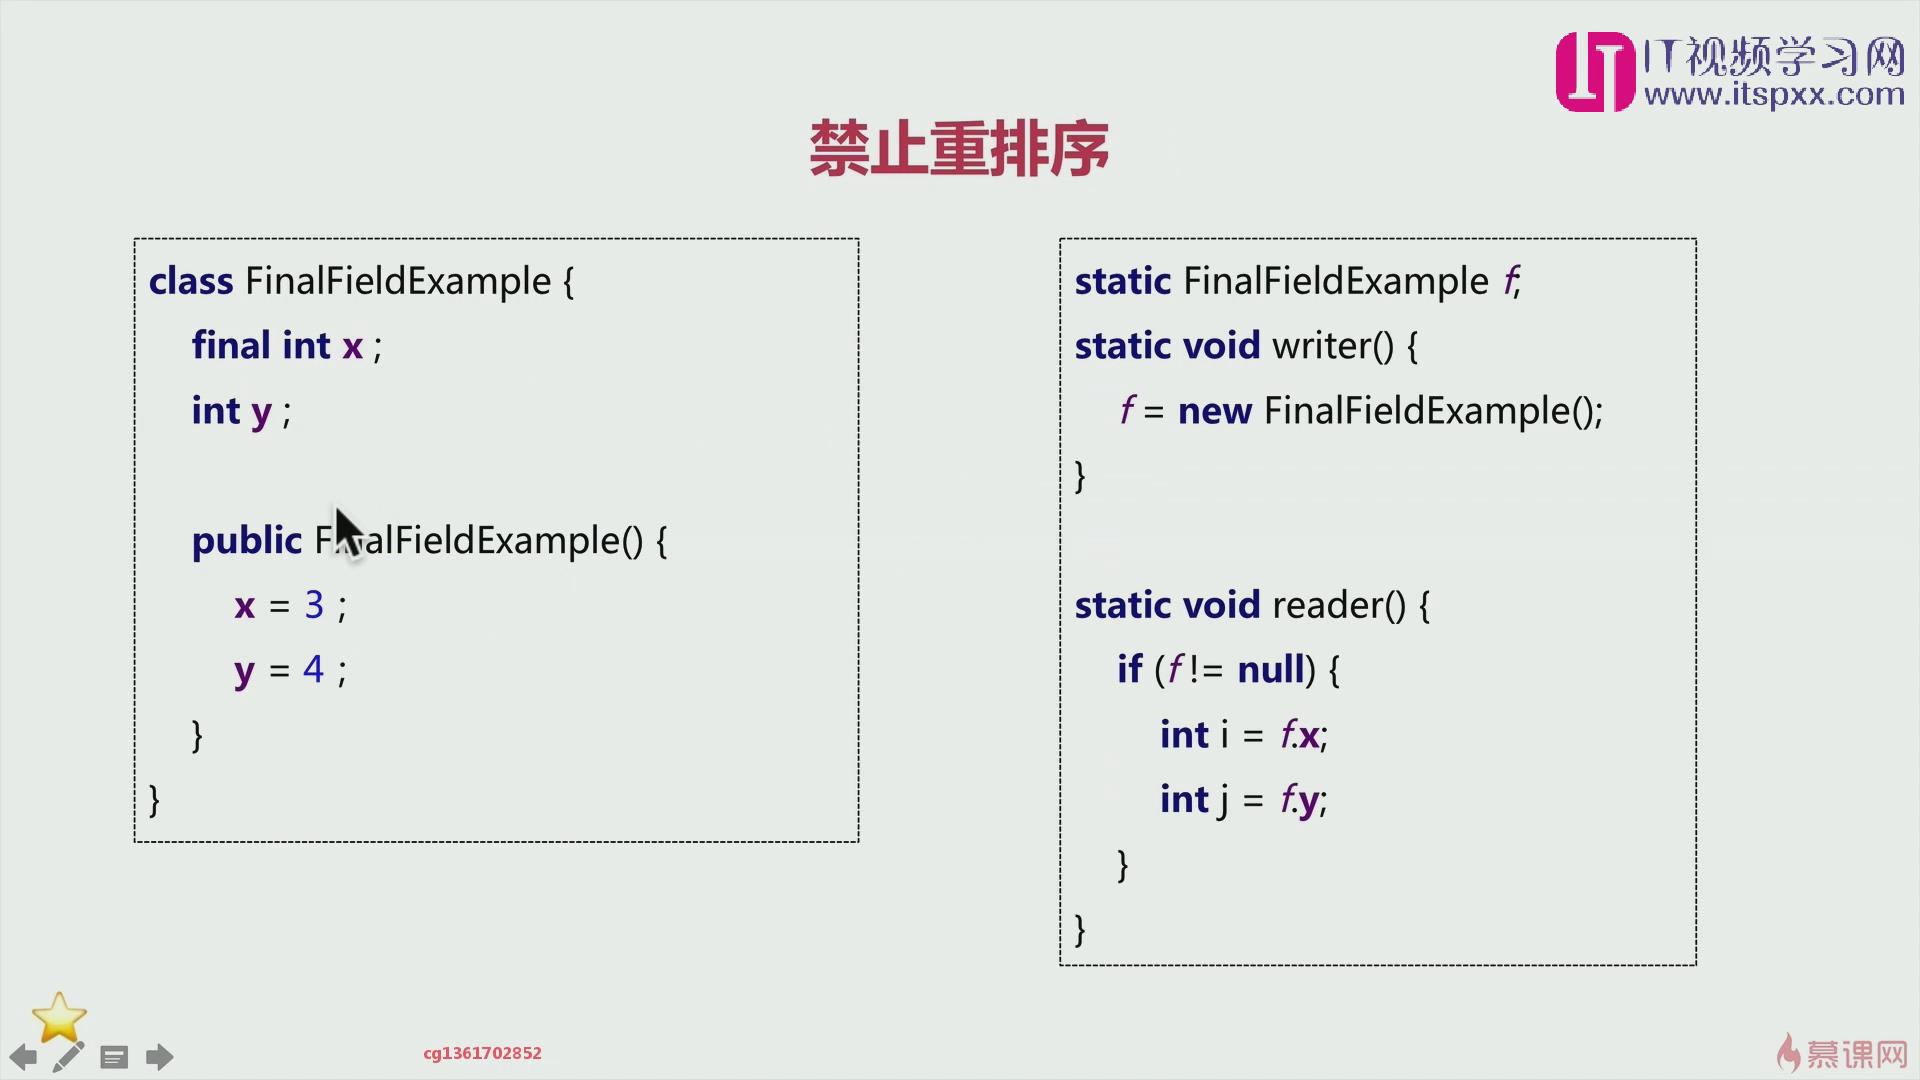 IT视频学习网
www.itspxx.com
禁止重排序
class FinalFieldExample {
final int x ;
int y ;
public FinalFieldExample() {
x = 3 ;
y = 4 ;
}
}
static FinalFieldExample f;
static void writer() {
f = new FinalFieldExample();
}
static void reader() {
if (f != null) {
int i = f.x;
int j = f.y;
}
}
cg1361702852
慕课网